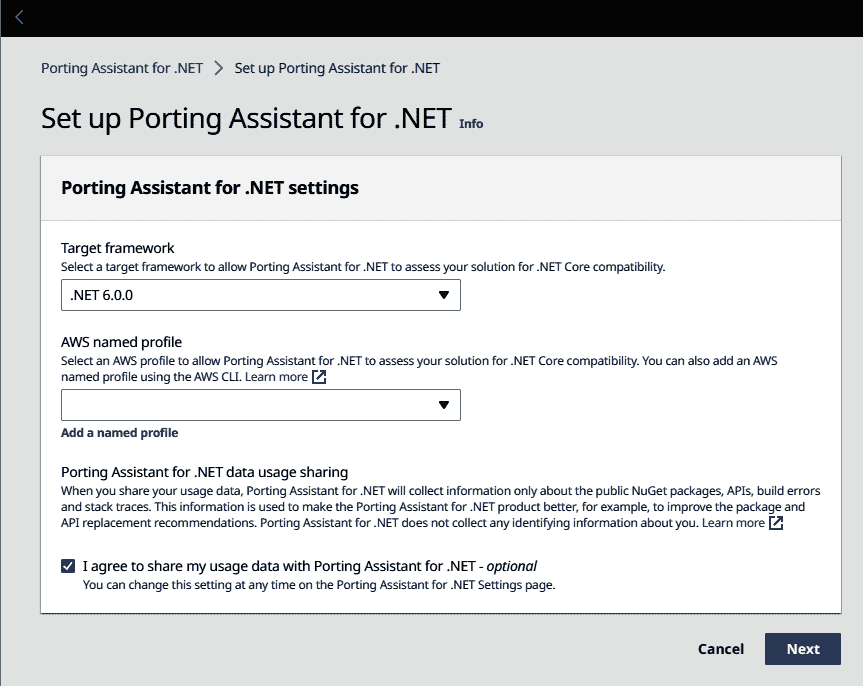 Porting Assistant for .NET > Set up Porting Assistant for .NET
Set up Porting Assistant for .NET Info
Porting Assistant for .NET settings
Target framework
Select a target framework to allow Porting Assistant for .NET to assess your solution for .NET Core compatibility.
.NET 6.0.0
AWS named profile
Select an AWS profile to allow Porting Assistant for .NET to assess your solution for .NET Core compatibility. You can also add an AWS
named profile using the AWS CLI. Learn more
Add a named profile
Porting Assistant for .NET data usage sharing
When you share your usage data, Porting Assistant for .NET will collect information only about the public NuGet packages, APIs, build errors
and stack traces. This information is used to make the Porting Assistant for .NET product better, for example, to improve the package and
API replacement recommendations. Porting Assistant for .NET does not collect any identifying information about you. Learn more
I agree to share my usage data with Porting Assistant for .NET - optional
You can change this setting at any time on the Porting Assistant for .NET Settings page.
Cancel Next